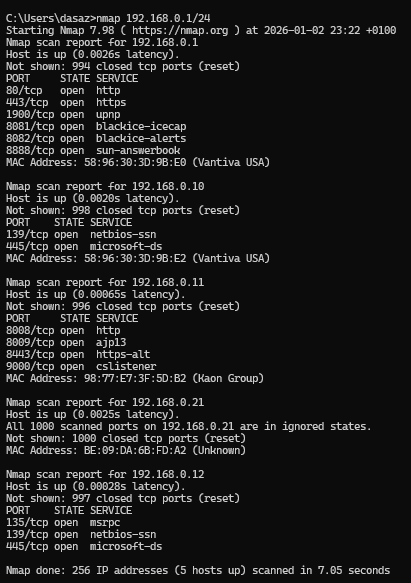 C:\Users\dasaz>nmap 192.168.0.1/24
Starting Nmap 7.98 ( https://nmap.org ) at 2026-01-02 23:22 +0100
Nmap scan report for 192.168.0.1
Host is up (0.0026s latency).
Not shown: 994 closed tcp ports (reset)
PORT     STATE SERVICE
80/tcp   open  http
443/tcp  open  https
1900/tcp open  upnp
8081/tcp open  blackice-icecap
8082/tcp open  blackice-alerts
8888/tcp open  sun-answerbook
MAC Address: 58:96:30:3D:9B:E0 (Vantiva USA)

Nmap scan report for 192.168.0.10
Host is up (0.0020s latency).
Not shown: 998 closed tcp ports (reset)
PORT    STATE SERVICE
139/tcp open  netbios-ssn
445/tcp open  microsoft-ds
MAC Address: 58:96:30:3D:9B:E2 (Vantiva USA)

Nmap scan report for 192.168.0.11
Host is up (0.00065s latency).
Not shown: 996 closed tcp ports (reset)
PORT     STATE SERVICE
8008/tcp open  http
8009/tcp open  ajp13
8443/tcp open  https-alt
9000/tcp open  cslistener
MAC Address: 98:77:E7:3F:5D:B2 (Kaon Group)

Nmap scan report for 192.168.0.21
Host is up (0.0025s latency).
All 1000 scanned ports on 192.168.0.21 are in ignored states.
Not shown: 1000 closed tcp ports (reset)
MAC Address: BE:09:DA:6B:FD:A2 (Unknown)

Nmap scan report for 192.168.0.12
Host is up (0.00028s latency).
Not shown: 997 closed tcp ports (reset)
PORT    STATE SERVICE
135/tcp open  msrpc
139/tcp open  netbios-ssn
445/tcp open  microsoft-ds

Nmap done: 256 IP addresses (5 hosts up) scanned in 7.05 seconds